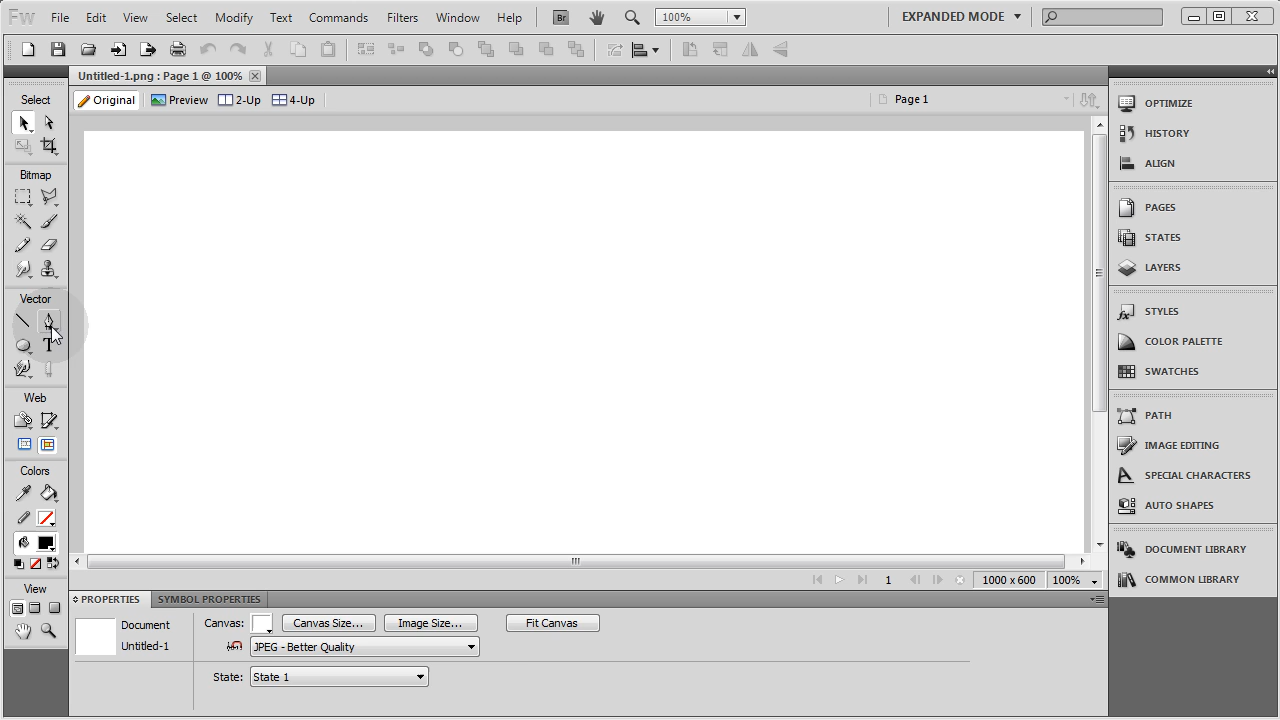 Fw File Edit View Select Modify Text Commands Filters Window Help Br 100% EXPANDED MODE
Untitled-1.png : Page 1 @ 100%
Original Preview 2-Up 4-Up Page 1
Select
Bitmap
Vector
T
Web
Colors
View
OPTIMIZE
HISTORY
ALIGN
PAGES
STATES
LAYERS
STYLES
COLOR PALETTE
SWATCHES
PATH
IMAGE EDITING
SPECIAL CHARACTERS
AUTO SHAPES
DOCUMENT LIBRARY
COMMON LIBRARY
1 1000 x 600 100%
PROPERTIES SYMBOL PROPERTIES
Document Canvas: Canvas Size... Image Size... Fit Canvas
Untitled-1 JPEG - Better Quality
State: State 1